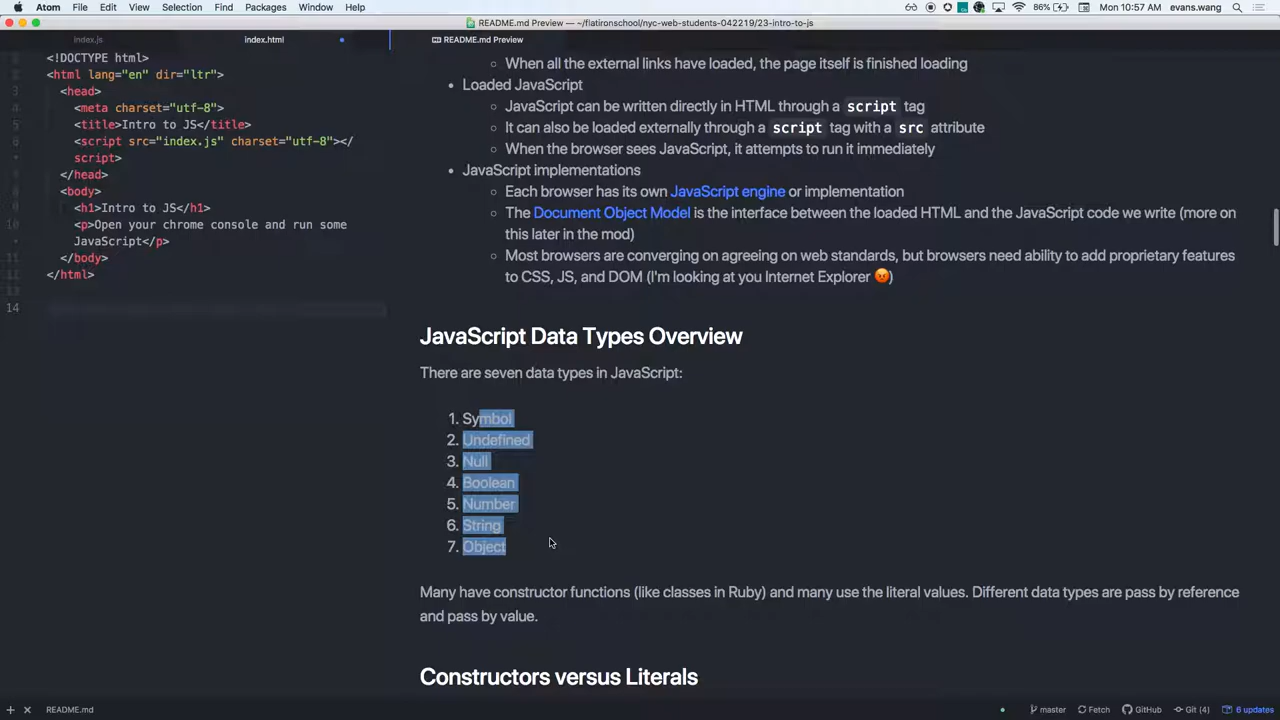 Atom File Edit View Selection Find Packages Window Help 86% Mon 10:57 AM evans.wang
README.md Preview — ~/flatironschool/nyc-web-students-042219/23-intro-to-js
index.js index.html README.md Preview
<!DOCTYPE html>
2 <html lang="en" dir="ltr">
3 <head>
4 <meta charset="utf-8">
5 <title>Intro to JS</title>
6 <script src="index.js" charset="utf-8"></
• script>
7 </head>
8 <body>
9 <h1>Intro to JS</h1>
10 <p>Open your chrome console and run some
• JavaScript</p>
11 </body>
12 </html>
13
14
◦ When all the external links have loaded, the page itself is finished loading
• Loaded JavaScript
◦ JavaScript can be written directly in HTML through a script tag
◦ It can also be loaded externally through a script tag with a src attribute
◦ When the browser sees JavaScript, it attempts to run it immediately
• JavaScript implementations
◦ Each browser has its own JavaScript engine or implementation
◦ The Document Object Model is the interface between the loaded HTML and the JavaScript code we write (more on
this later in the mod)
◦ Most browsers are converging on agreeing on web standards, but browsers need ability to add proprietary features
to CSS, JS, and DOM (I'm looking at you Internet Explorer 😡)
JavaScript Data Types Overview
There are seven data types in JavaScript:
1. Symbol
2. Undefined
3. Null
4. Boolean
5. Number
6. String
7. Object
Many have constructor functions (like classes in Ruby) and many use the literal values. Different data types are pass by reference
and pass by value.
Constructors versus Literals
README.md master Fetch GitHub Git (4) 6 updates